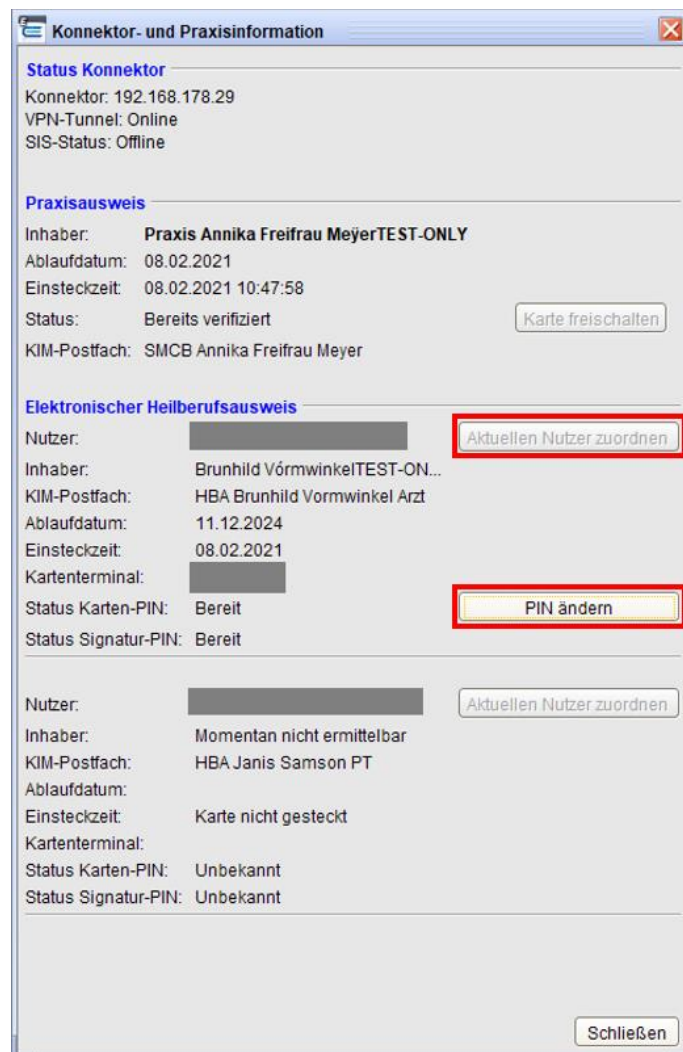 Konnektor- und Praxisinformation
Status Konnektor
Konnektor: 192.168.178.29
VPN-Tunnel: Online
SIS-Status: Offline
Praxisausweis
Inhaber: Praxis Annika Freifrau MeÿerTEST-ONLY
Ablaufdatum: 08.02.2021
Einsteckzeit: 08.02.2021 10:47:58
Status: Bereits verifiziert Karte freischalten
KIM-Postfach: SMCB Annika Freifrau Meyer
Elektronischer Heilberufsausweis
Nutzer: Aktuellen Nutzer zuordnen
Inhaber: Brunhild VórmwinkelTEST-ON...
KIM-Postfach: HBA Brunhild Vormwinkel Arzt
Ablaufdatum: 11.12.2024
Einsteckzeit: 08.02.2021
Kartenterminal:
Status Karten-PIN: Bereit PIN ändern
Status Signatur-PIN: Bereit
Nutzer: Aktuellen Nutzer zuordnen
Inhaber: Momentan nicht ermittelbar
KIM-Postfach: HBA Janis Samson PT
Ablaufdatum:
Einsteckzeit: Karte nicht gesteckt
Kartenterminal:
Status Karten-PIN: Unbekannt
Status Signatur-PIN: Unbekannt
Schließen